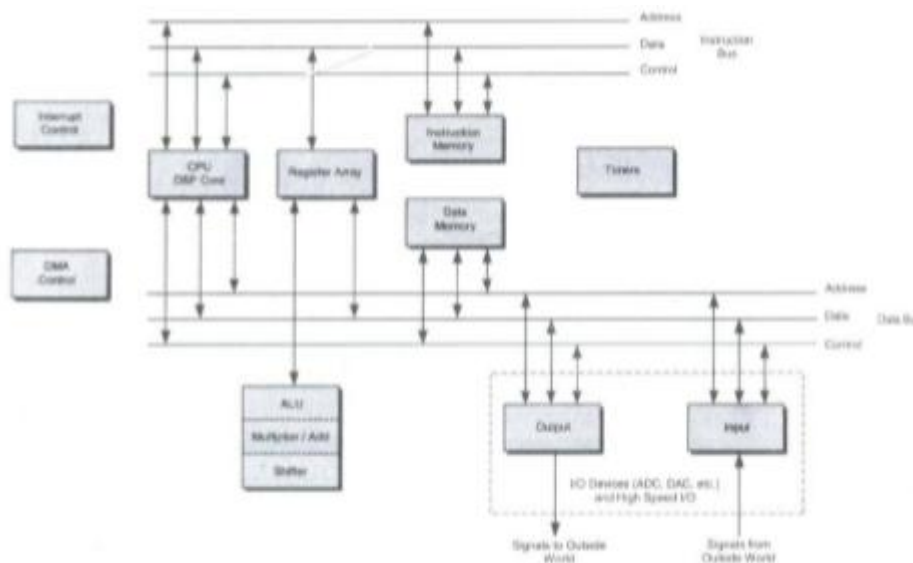 Address
Data
Instruction
Bus
Control
Interrupt
Control
Instruction
Memory
CPU
DSP Core
Register Array
Timers
Data
Memory
DMA
Control
Address
Data
Data Bu
Control
ALU
Multiplier / Add
Shifter
Output
Input
I/O Devices (ADC, DAC, etc.)
and High Speed I/O
Signals to Outside
World
Signals from
Outside World